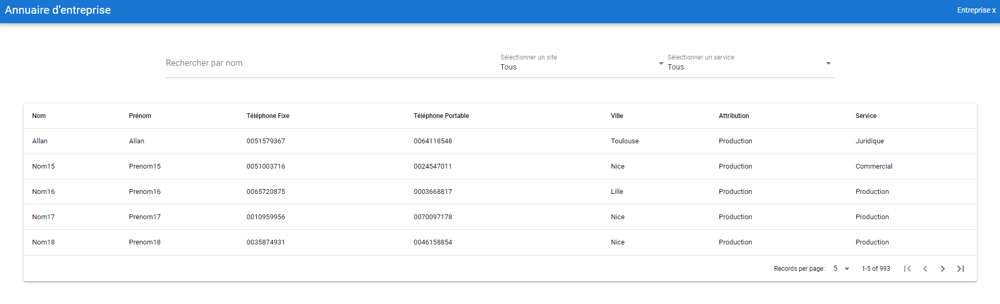 Annuaire d'entreprise Entreprise x
Rechercher par nom
Sélectionner un site
Tous
Sélectionner un service
Tous
Nom Prénom Téléphone Fixe Téléphone Portable Ville Attribution Service
Allan Allan 0051579367 0064118548 Toulouse Production Juridique
Nom15 Prenom15 0051003716 0024547011 Nice Production Commercial
Nom16 Prenom16 0065720875 0003668817 Lille Production Production
Nom17 Prenom17 0010959956 0070097178 Nice Production Production
Nom18 Prenom18 0035874931 0046158854 Nice Production Production
Records per page: 5 1-5 of 993